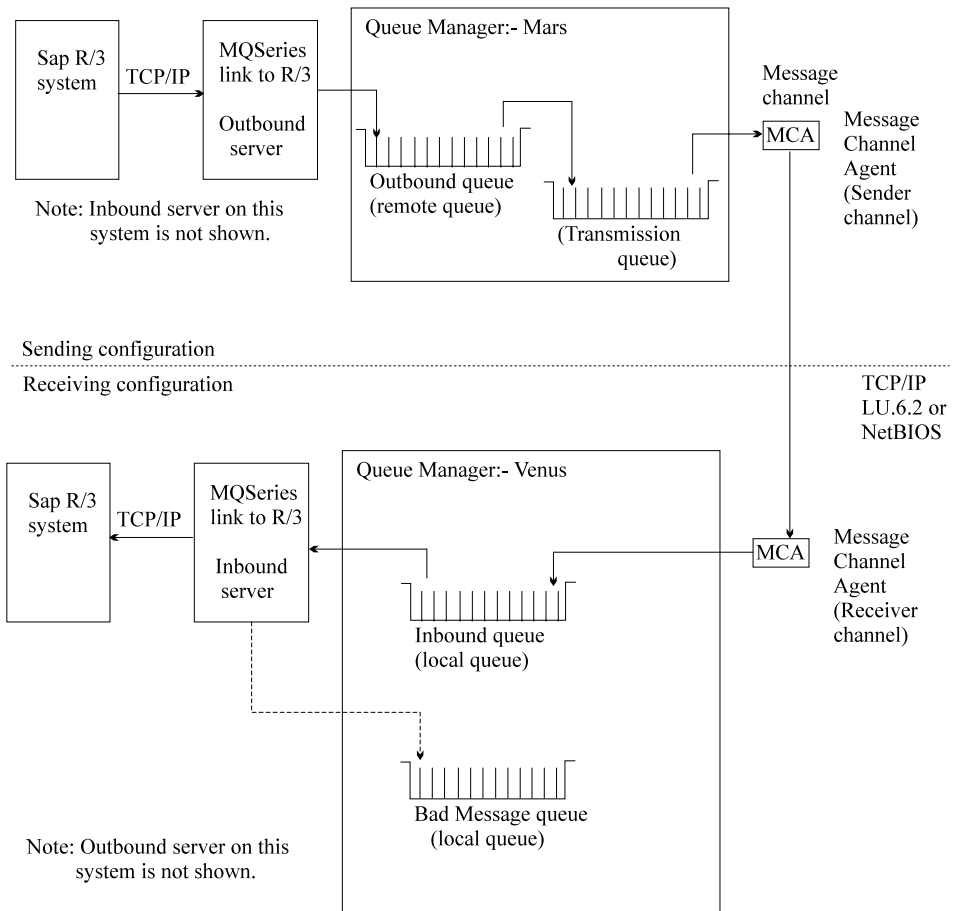 Sap R/3
system
TCP/IP
MQSeries
link to R/3
Outbound
server
Note: Inbound server on this
system is not shown.
Queue Manager:- Mars
Outbound queue
(remote queue)
(Transmission
queue)
Message
channel
MCA
Message
Channel
Agent
(Sender
channel)
Sending configuration
Receiving configuration
TCP/IP
LU.6.2 or
NetBIOS
Sap R/3
system
TCP/IP
MQSeries
link to R/3
Inbound
server
Queue Manager:- Venus
Inbound queue
(local queue)
MCA
Message
Channel
Agent
(Receiver
channel)
Bad Message queue
(local queue)
Note: Outbound server on this
system is not shown.